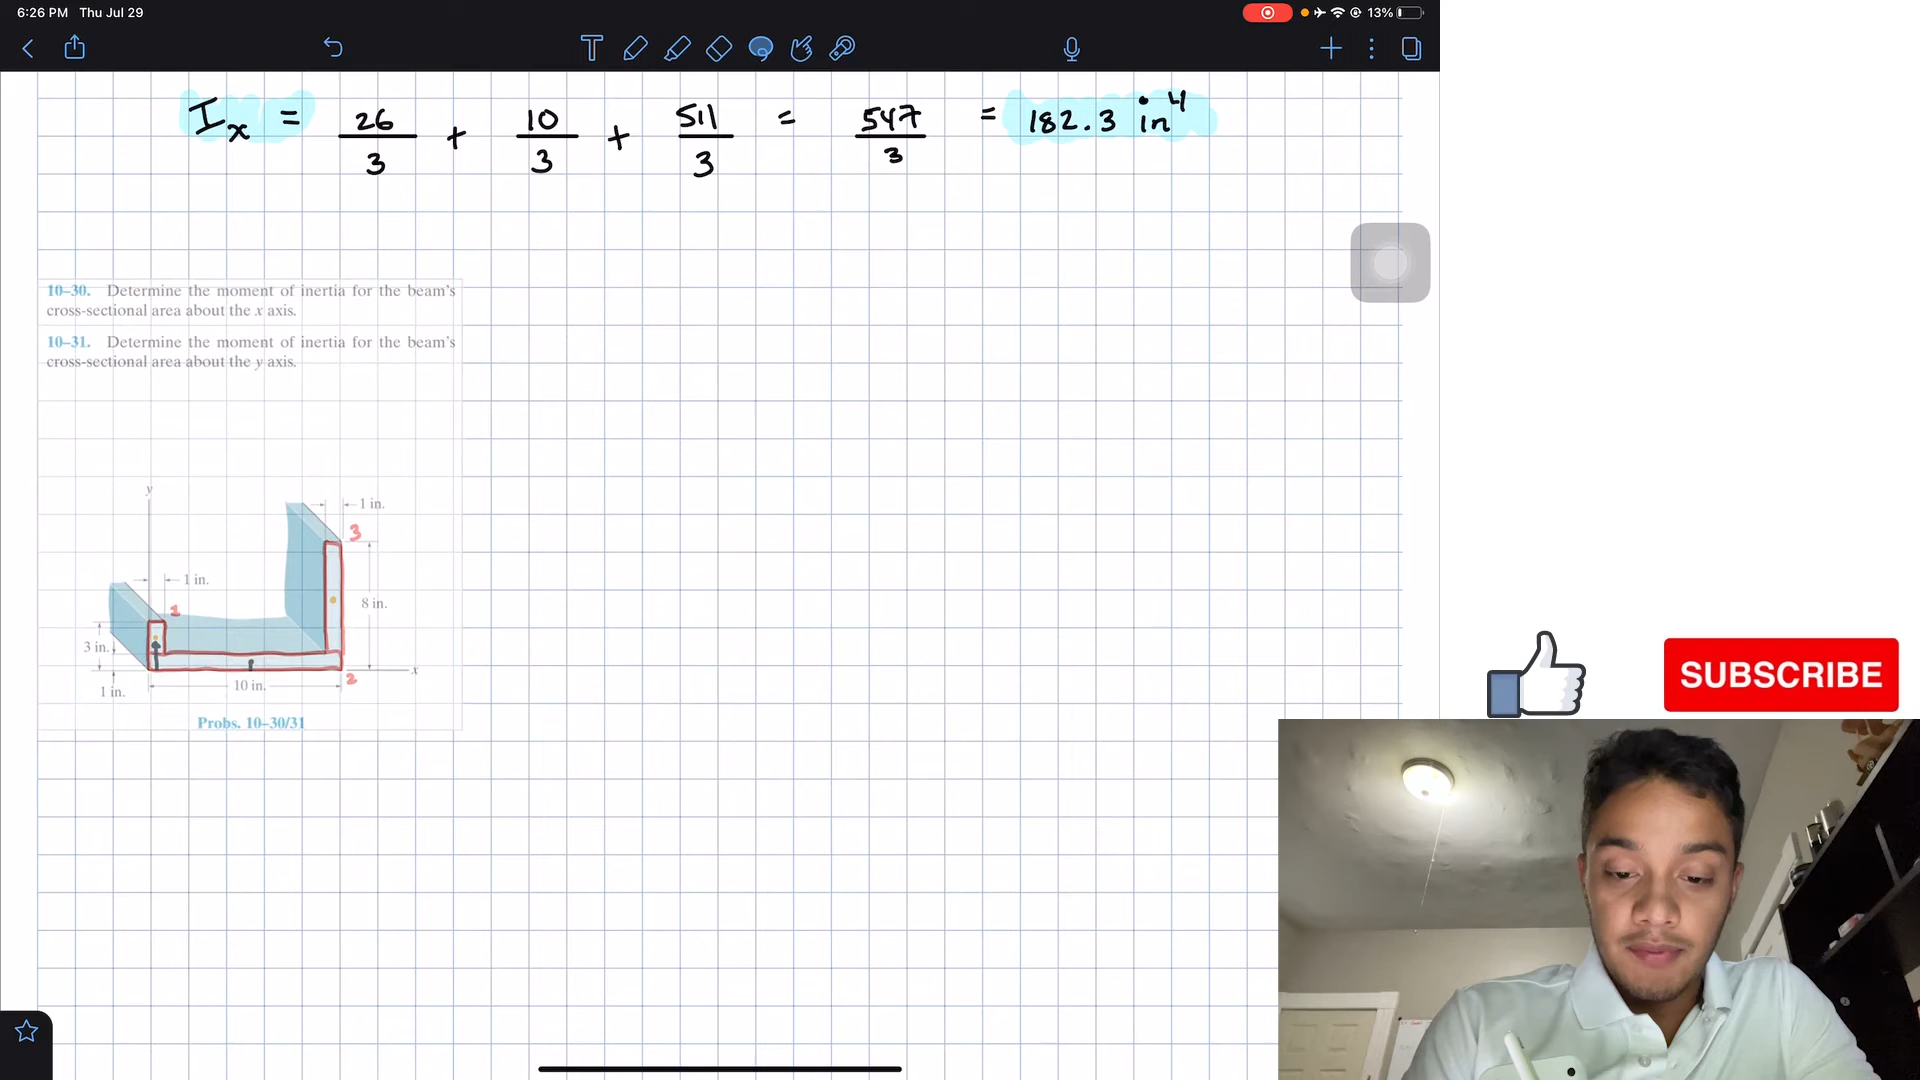 6:26 PM Thu Jul 29
13%
Ix = 26/3 + 10/3 + 511/3 = 547/3 = 182.3 in⁴
10–30. Determine the moment of inertia for the beam's
cross-sectional area about the x axis.
10–31. Determine the moment of inertia for the beam's
cross-sectional area about the y axis.
y
1 in.
3
1 in.
1
8 in.
3 in.
x
1 in.
10 in.
2
Probs. 10–30/31
SUBSCRIBE